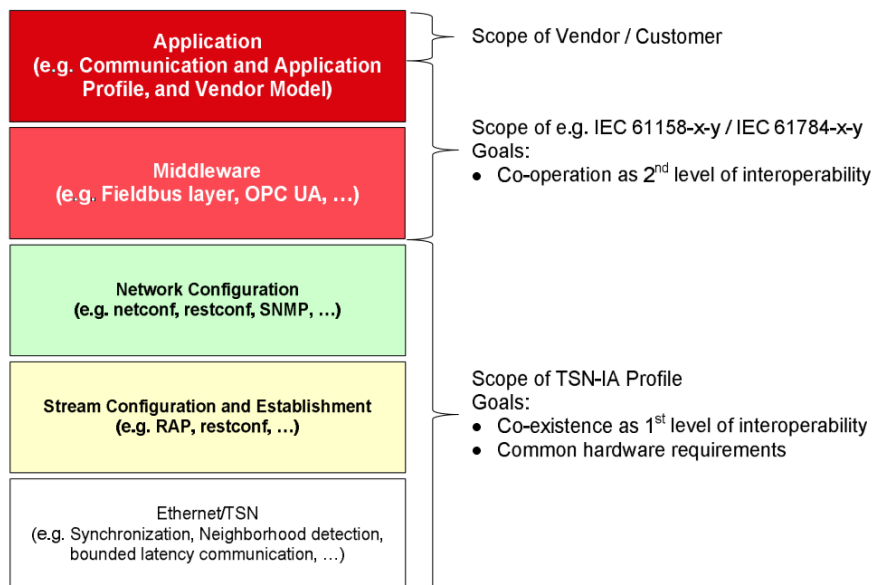 Application
(e.g. Communication and Application
Profile, and Vendor Model)
Scope of Vendor / Customer
Middleware
(e.g. Fieldbus layer, OPC UA, …)
Scope of e.g. IEC 61158-x-y / IEC 61784-x-y
Goals:
● Co-operation as 2nd level of interoperability
Network Configuration
(e.g. netconf, restconf, SNMP, …)
Stream Configuration and Establishment
(e.g. RAP, restconf, …)
Ethernet/TSN
(e.g. Synchronization, Neighborhood detection,
bounded latency communication, …)
Scope of TSN-IA Profile
Goals:
● Co-existence as 1st level of interoperability
● Common hardware requirements